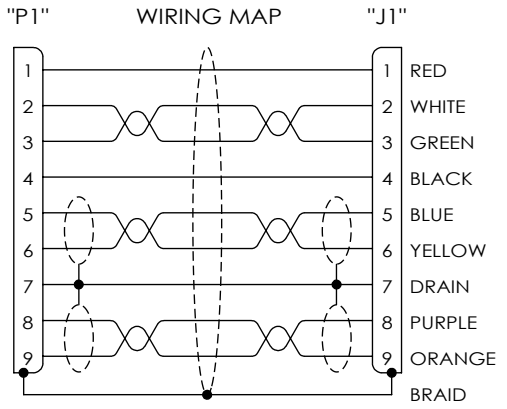 "P1" WIRING MAP "J1"
1 1 RED
2 2 WHITE
3 3 GREEN
4 4 BLACK
5 5 BLUE
6 6 YELLOW
7 7 DRAIN
8 8 PURPLE
9 9 ORANGE
BRAID